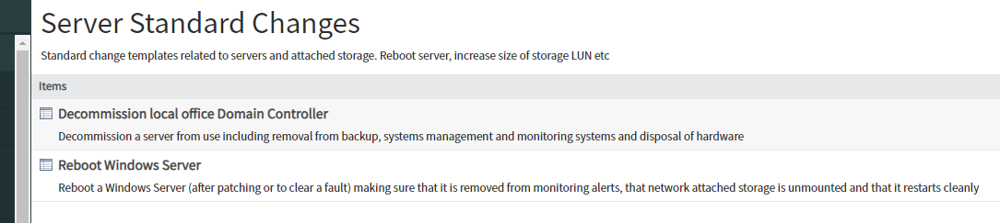 Server Standard Changes
Standard change templates related to servers and attached storage. Reboot server, increase size of storage LUN etc
Items
Decommission local office Domain Controller
Decommission a server from use including removal from backup, systems management and monitoring systems and disposal of hardware
Reboot Windows Server
Reboot a Windows Server (after patching or to clear a fault) making sure that it is removed from monitoring alerts, that network attached storage is unmounted and that it restarts cleanly